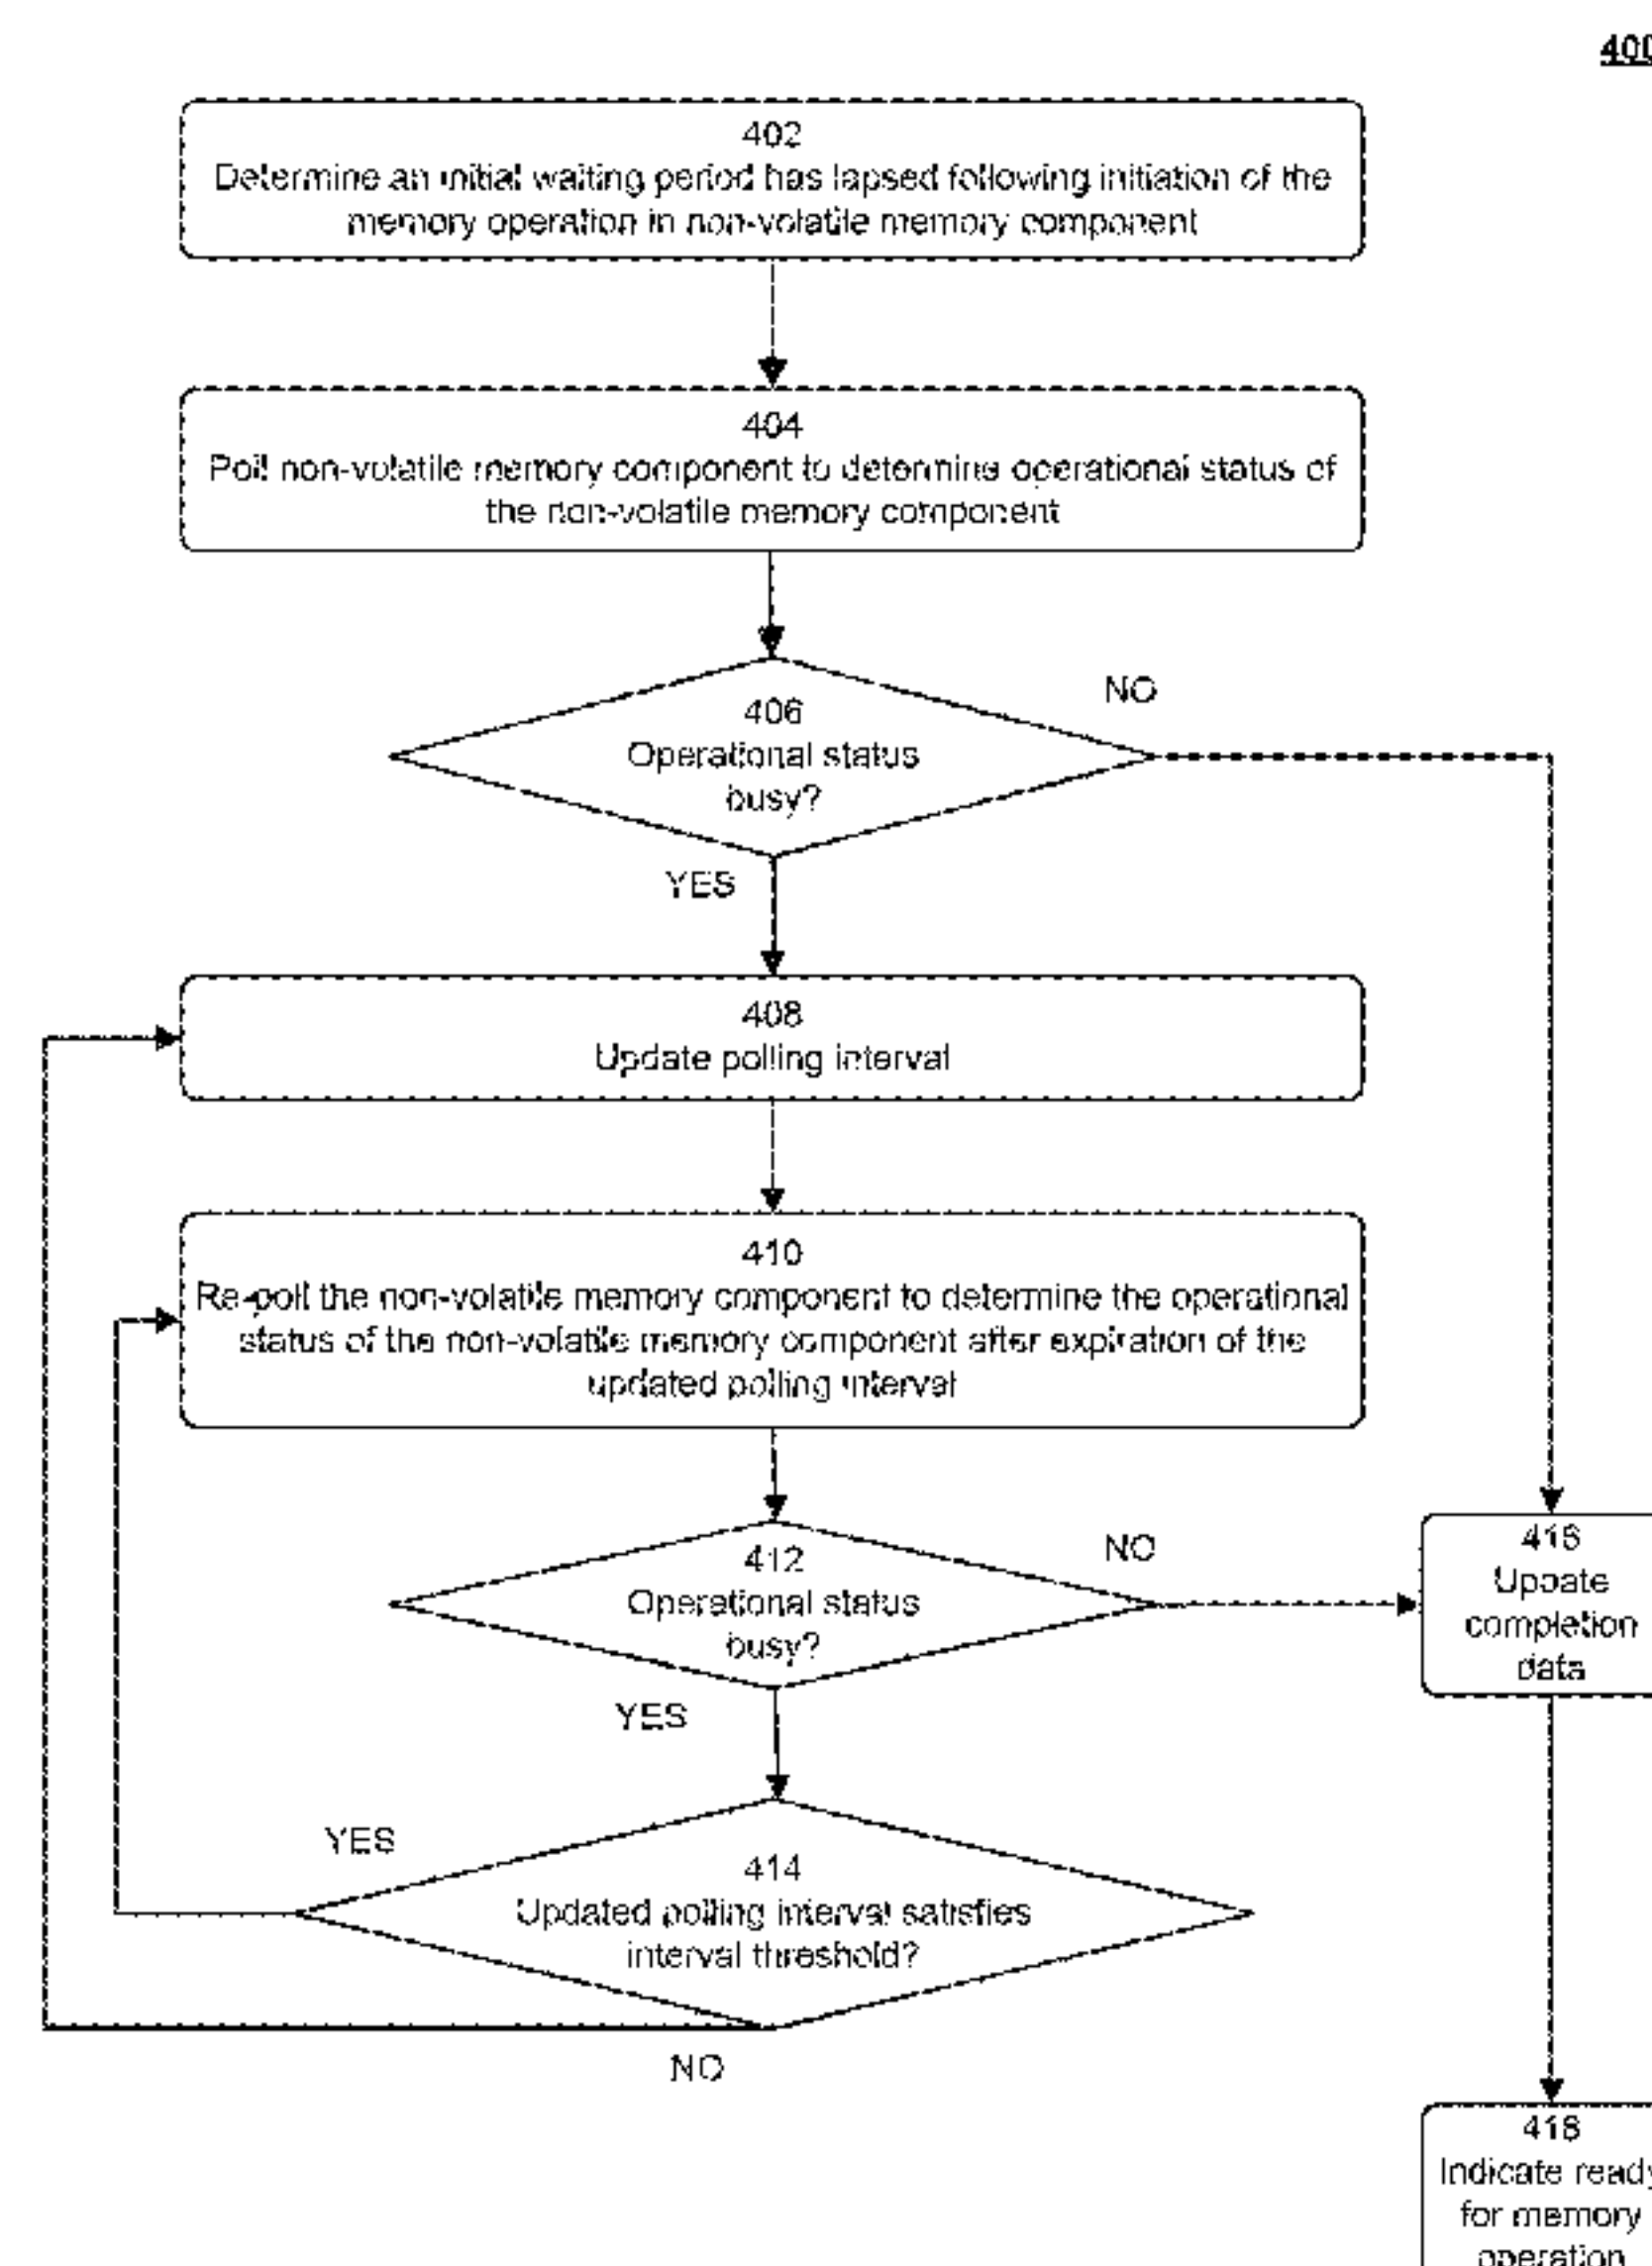 400
402
Determine an initial waiting period has lapsed following initiation of the
memory operation in non-volatile memory component
404
Poll non-volatile memory component to determine operational status of
the non-volatile memory component
406
Operational status
busy?
NO
YES
408
Update polling interval
410
Re-poll the non-volatile memory component to determine the operational
status of the non-volatile memory component after expiration of the
updated polling interval
412
Operational status
busy?
NO
YES
416
Update
completion
data
414
Updated polling interval satisfies
interval threshold?
YES
NO
418
Indicate ready
for memory
operation